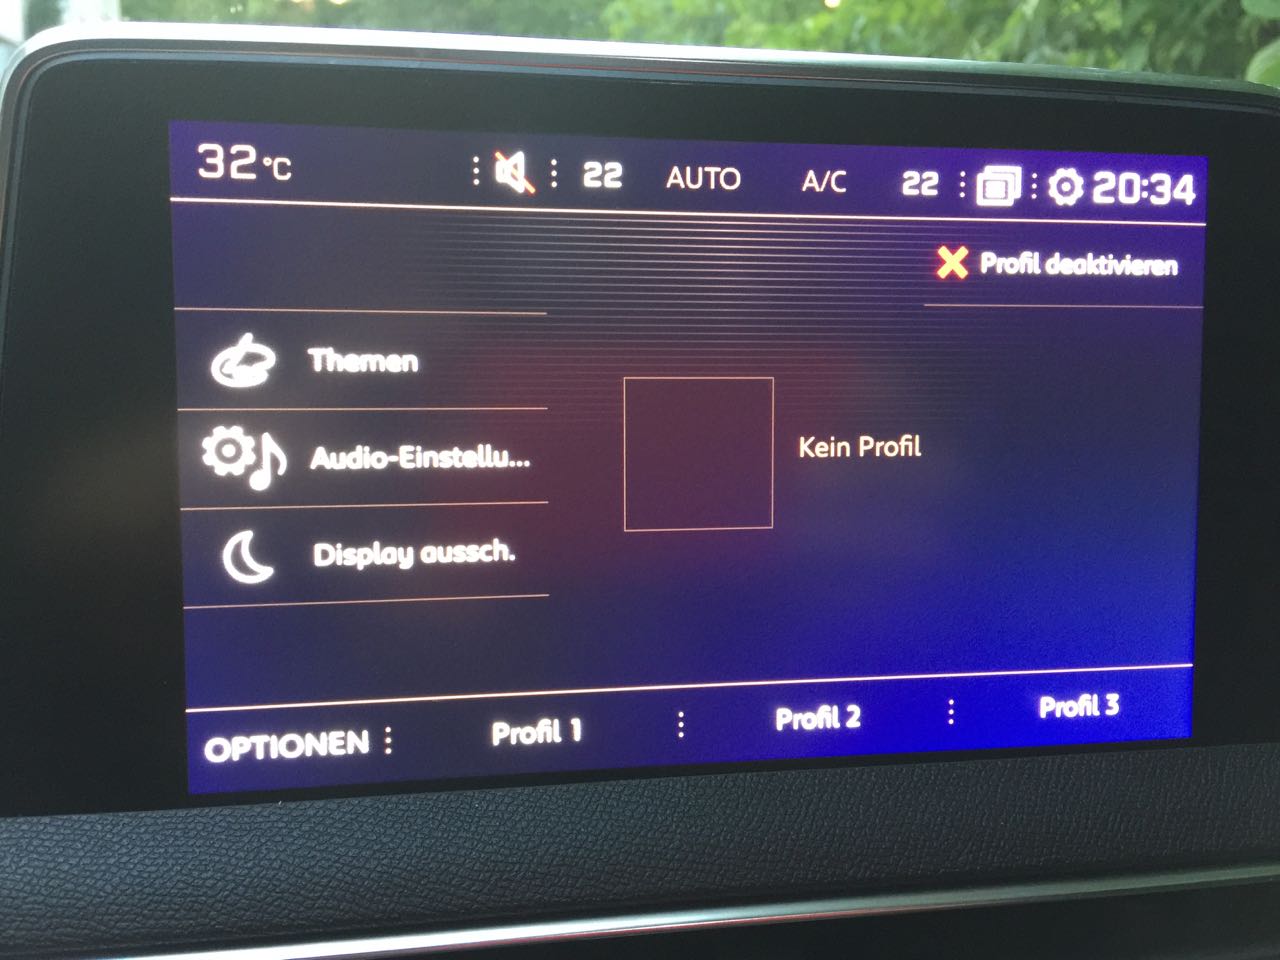 32°C 22 AUTO A/C 22 20:34
Profil deaktivieren
Themen
Audio-Einstellu...
Kein Profil
Display aussch.
OPTIONEN Profil 1 Profil 2 Profil 3